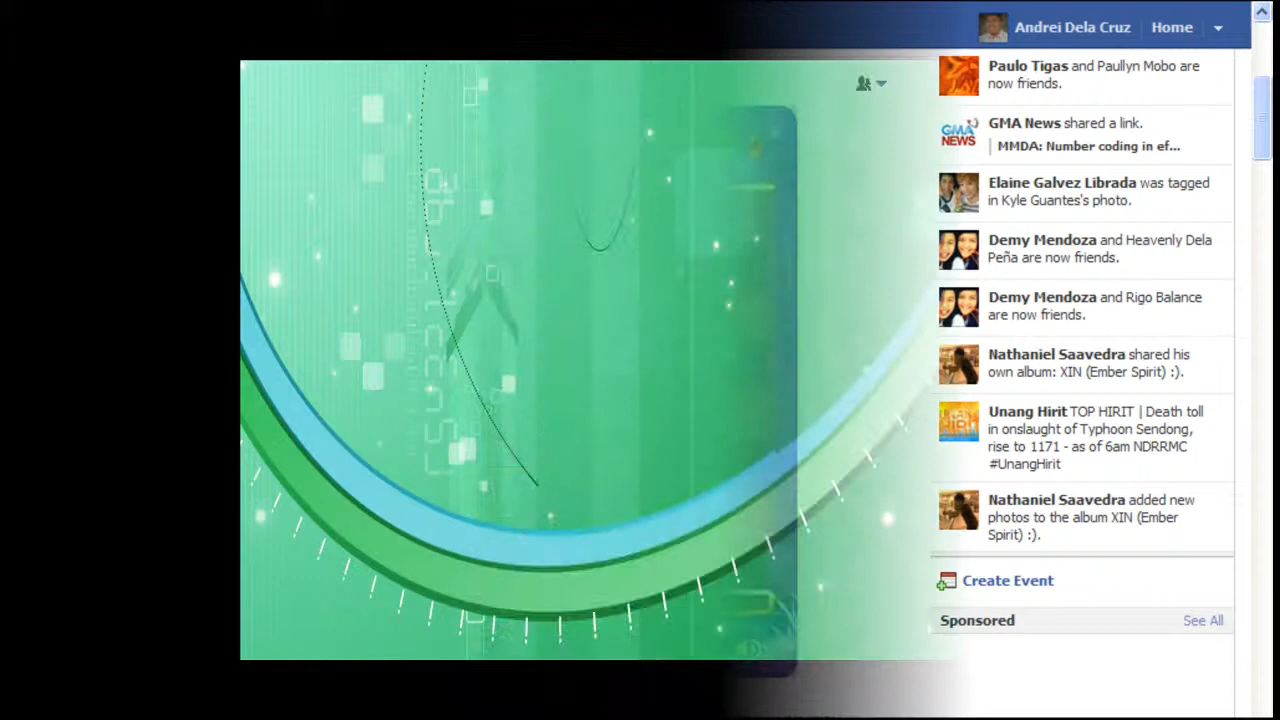 Andrei Dela Cruz
Home
Paulo Tigas and Paullyn Mobo are
now friends.
GMA News shared a link.
MMDA: Number coding in ef...
GMA
NEWS
Elaine Galvez Librada was tagged
in Kyle Guantes's photo.
Demy Mendoza and Heavenly Dela
Peña are now friends.
Demy Mendoza and Rigo Balance
are now friends.
Nathaniel Saavedra shared his
own album: XIN (Ember Spirit) :).
Unang Hirit TOP HIRIT | Death toll
in onslaught of Typhoon Sendong,
rise to 1171 - as of 6am NDRRMC
#UnangHirit
Nathaniel Saavedra added new
photos to the album XIN (Ember
Spirit) :).
Create Event
Sponsored
See All